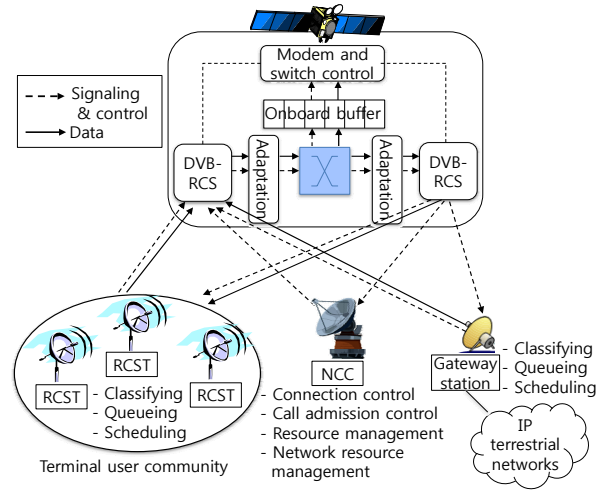 Modem and
switch control
Signaling
& control
Data
Onboard buffer
DVB-
RCS
Adaptation
Adaptation
DVB-
RCS
RCST
RCST
RCST
- Classifying
- Queueing
- Scheduling
Terminal user community
NCC
- Connection control
- Call admission control
- Resource management
- Network resource
management
Gateway
station
- Classifying
- Queueing
- Scheduling
IP
terrestrial
networks